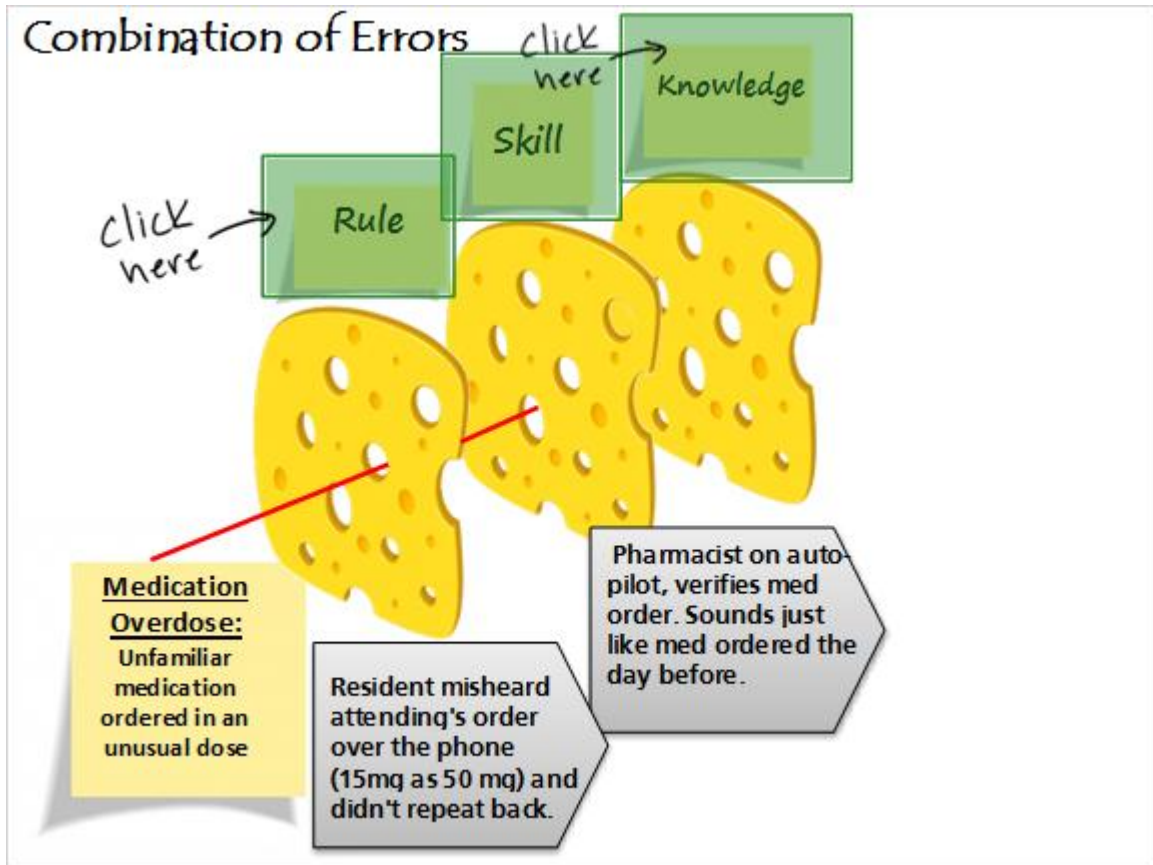 Combination of Errors
click
here
Knowledge
Skill
click
here
Rule
Medication
Overdose:
Unfamiliar
medication
ordered in an
unusual dose
Resident misheard
attending's order
over the phone
(15mg as 50 mg) and
didn't repeat back.
Pharmacist on auto-
pilot, verifies med
order. Sounds just
like med ordered the
day before.